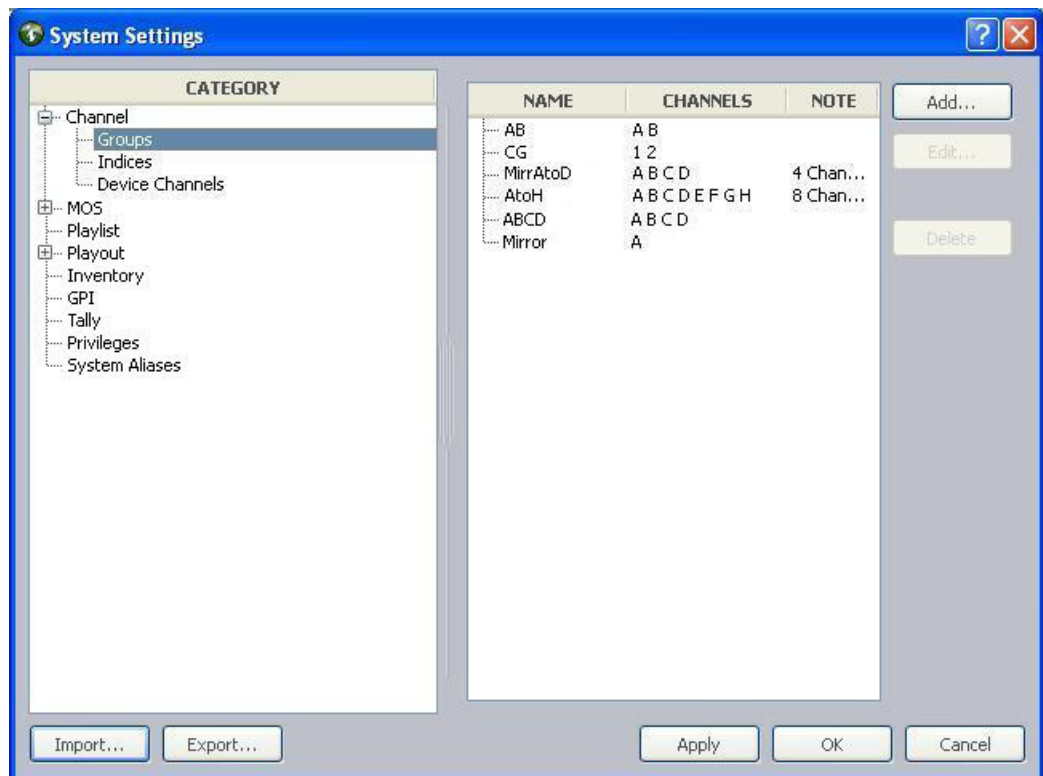 System Settings
CATEGORY
Channel
Groups
Indices
Device Channels
MOS
Playlist
Playout
Inventory
GPI
Tally
Privileges
System Aliases
NAME CHANNELS NOTE
AB A B
CG 1 2
MirrAtoD A B C D 4 Chan...
AtoH A B C D E F G H 8 Chan...
ABCD A B C D
Mirror A
Add...
Edit...
Delete
Import... Export... Apply OK Cancel